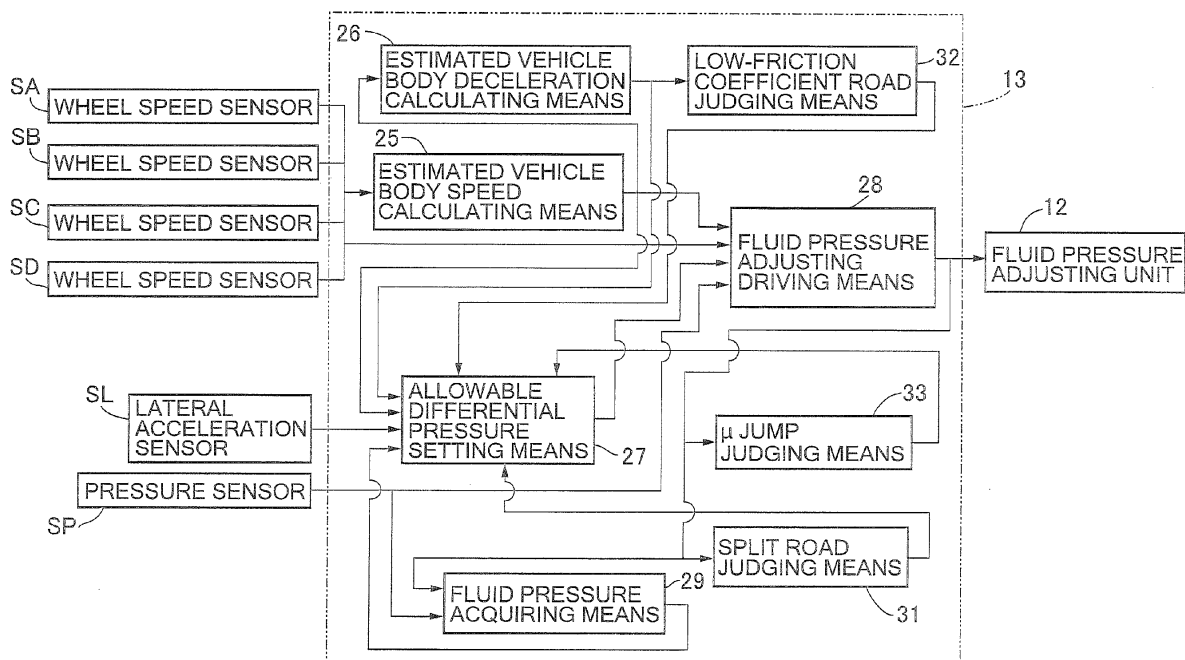 26
ESTIMATED VEHICLE
BODY DECELERATION
CALCULATING MEANS
LOW-FRICTION
COEFFICIENT ROAD
JUDGING MEANS
32
13
SA
WHEEL SPEED SENSOR
SB
WHEEL SPEED SENSOR
25
ESTIMATED VEHICLE
BODY SPEED
CALCULATING MEANS
SC
WHEEL SPEED SENSOR
28
FLUID PRESSURE
ADJUSTING
DRIVING MEANS
12
FLUID PRESSURE
ADJUSTING UNIT
SD
WHEEL SPEED SENSOR
SL
LATERAL
ACCELERATION
SENSOR
ALLOWABLE
DIFFERENTIAL
PRESSURE
SETTING MEANS
27
33
μ JUMP
JUDGING MEANS
PRESSURE SENSOR
SP
SPLIT ROAD
JUDGING MEANS
31
29
FLUID PRESSURE
ACQUIRING MEANS